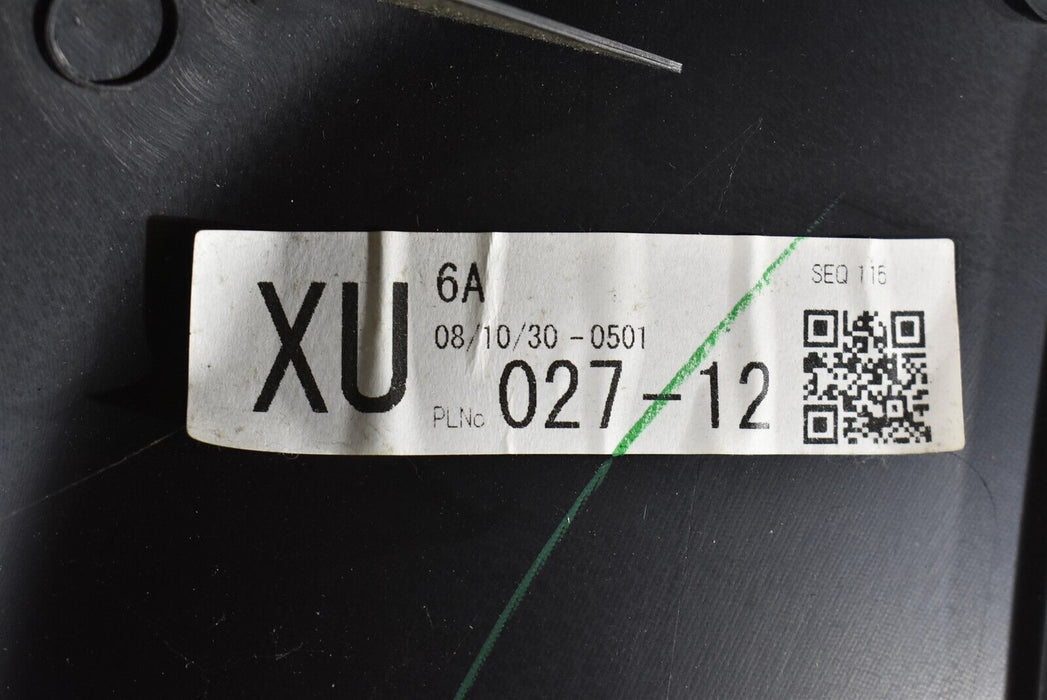 XU
6A
08/10/30 -0501
PLNo 027-12
SEQ 115